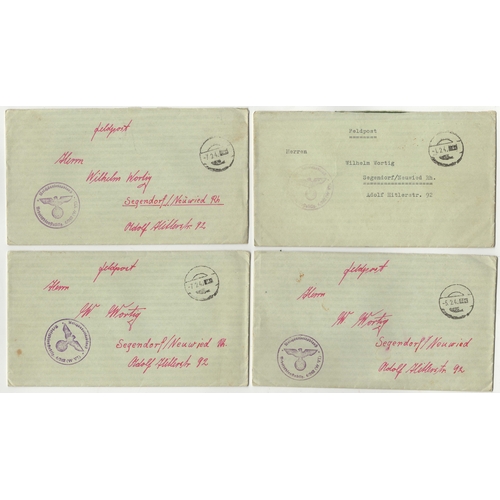 Feldpost
Herrn
Wilhelm Wortig
Segendorf/Neuwied Rh.
Adolf Hitlerstr 92
Feldpost
Herren
Wilhelm Wortig
Segendorf/Neuwied Rh.
Adolf Hitlerstr 92
Feldpost
Herrn
W Wortig
Segendorf/Neuwied Rh.
Adolf Hitlerstr 92
Feldpost
Herrn
W Wortig
Segendorf/Neuwied
Adolf Hitlerstr 92